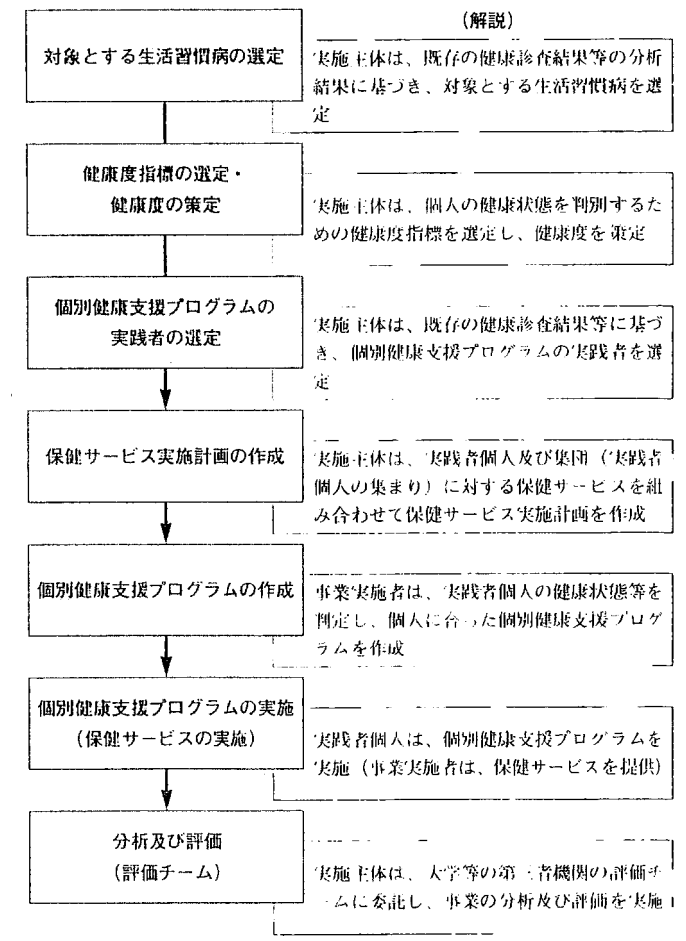 (解説)
対象とする生活習慣病の選定
実施主体は、既存の健康診査結果等の分析
結果に基づき、対象とする生活習慣病を選
定
健康度指標の選定・
健康度の策定
実施主体は、個人の健康状態を判別するた
めの健康度指標を選定し、健康度を策定
個別健康支援プログラムの
実践者の選定
実施主体は、既存の健康診査結果等に基づ
き、個別健康支援プログラムの実践者を選
定
保健サービス実施計画の作成
実施主体は、実践者個人及び集団(実践者
個人の集まり)に対する保健サービスを組
み合わせて保健サービス実施計画を作成
個別健康支援プログラムの作成
事業実施者は、実践者個人の健康状態等を
判定し、個人に合った個別健康支援プログ
ラムを作成
個別健康支援プログラムの実施
(保健サービスの実施)
実践者個人は、個別健康支援プログラムを
実施(事業実施者は、保健サービスを提供)
分析及び評価
(評価チーム)
実施主体は、大学等の第三者機関の評価チ
ームに委託し、事業の分析及び評価を実施